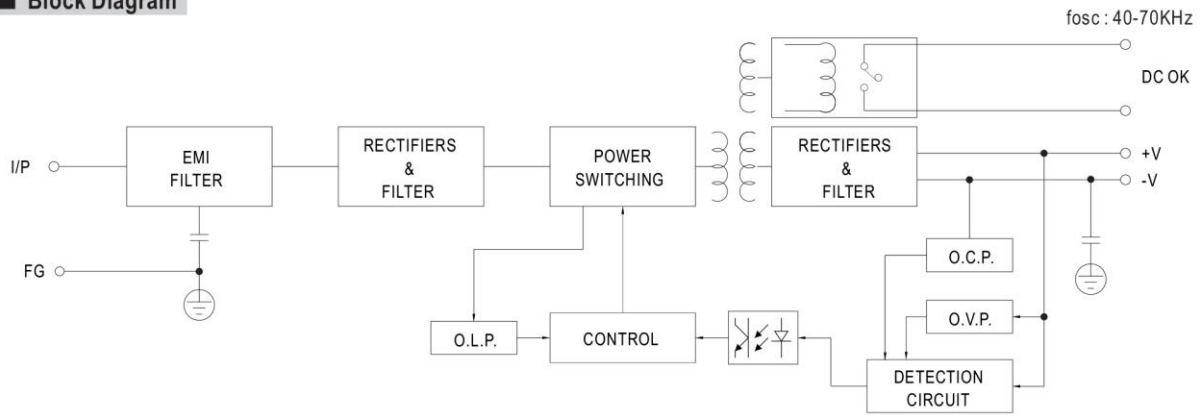 Block Diagram
fosc : 40-70KHz
DC OK
I/P
EMI
FILTER
RECTIFIERS
&
FILTER
POWER
SWITCHING
RECTIFIERS
&
FILTER
+V
-V
FG
O.C.P.
O.V.P.
O.L.P.
CONTROL
DETECTION
CIRCUIT